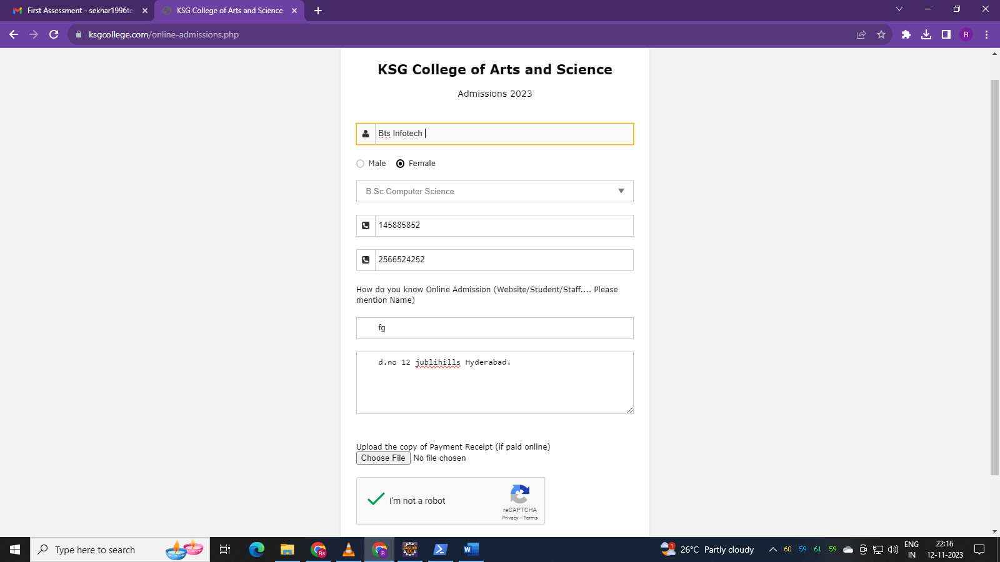 First Assessment - sekhar1996te
KSG College of Arts and Science
ksgcollege.com/online-admissions.php
R
KSG College of Arts and Science
Admissions 2023
Bts Infotech
Male
Female
B.Sc Computer Science
145885852
2566524252
How do you know Online Admission (Website/Student/Staff.... Please
mention Name)
fg
d.no 12 jublihills Hyderabad.
Upload the copy of Payment Receipt (if paid online)
Choose File No file chosen
I'm not a robot
reCAPTCHA
Privacy - Terms
Type here to search
Rs
R
W
1
26°C Partly cloudy
60 59 61 59
ENG
IN
22:16
12-11-2023